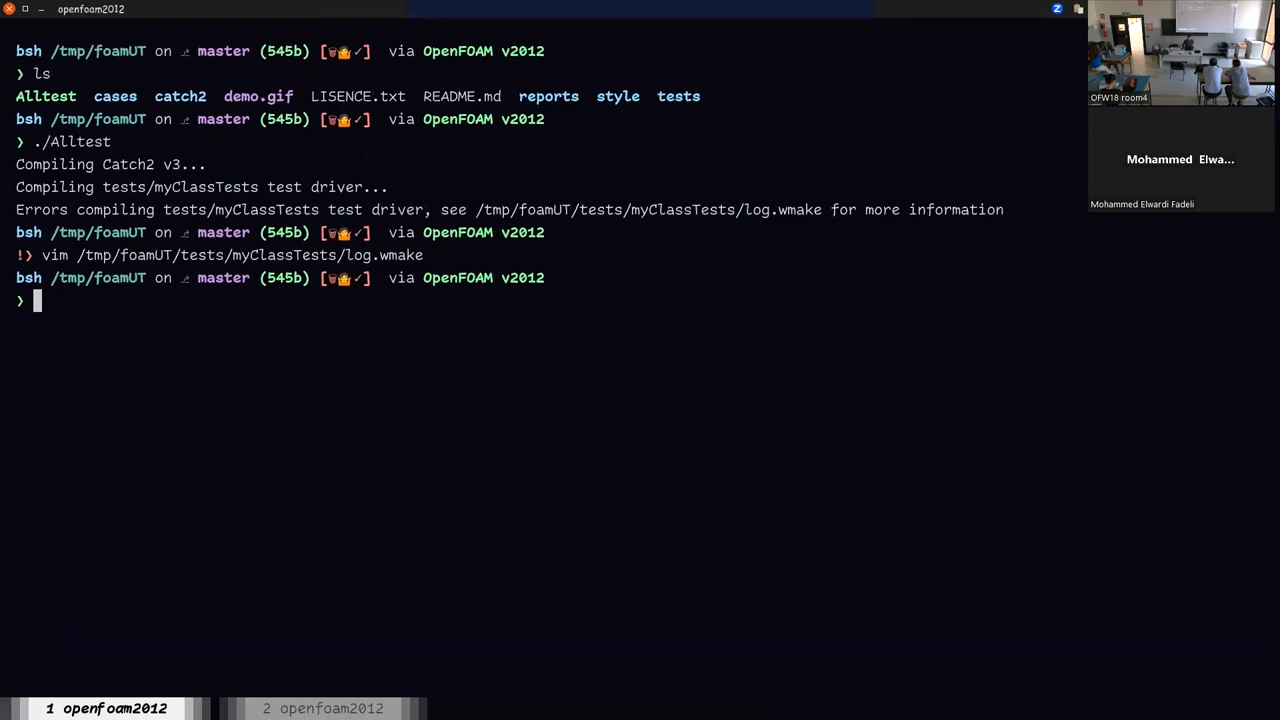 openfoam2012
bsh /tmp/foamUT on master (545b) [🗑🤷✓] via OpenFOAM v2012
❯ ls
Alltest cases catch2 demo.gif LISENCE.txt README.md reports style tests
bsh /tmp/foamUT on master (545b) [🗑🤷✓] via OpenFOAM v2012
❯ ./Alltest
Compiling Catch2 v3...
Compiling tests/myClassTests test driver...
Errors compiling tests/myClassTests test driver, see /tmp/foamUT/tests/myClassTests/log.wmake for more information
bsh /tmp/foamUT on master (545b) [🗑🤷✓] via OpenFOAM v2012
!❯ vim /tmp/foamUT/tests/myClassTests/log.wmake
bsh /tmp/foamUT on master (545b) [🗑🤷✓] via OpenFOAM v2012
❯
1 openfoam2012
2 openfoam2012
OFW18 room4
Mohammed Elwa...
Mohammed Elwardi Fadeli